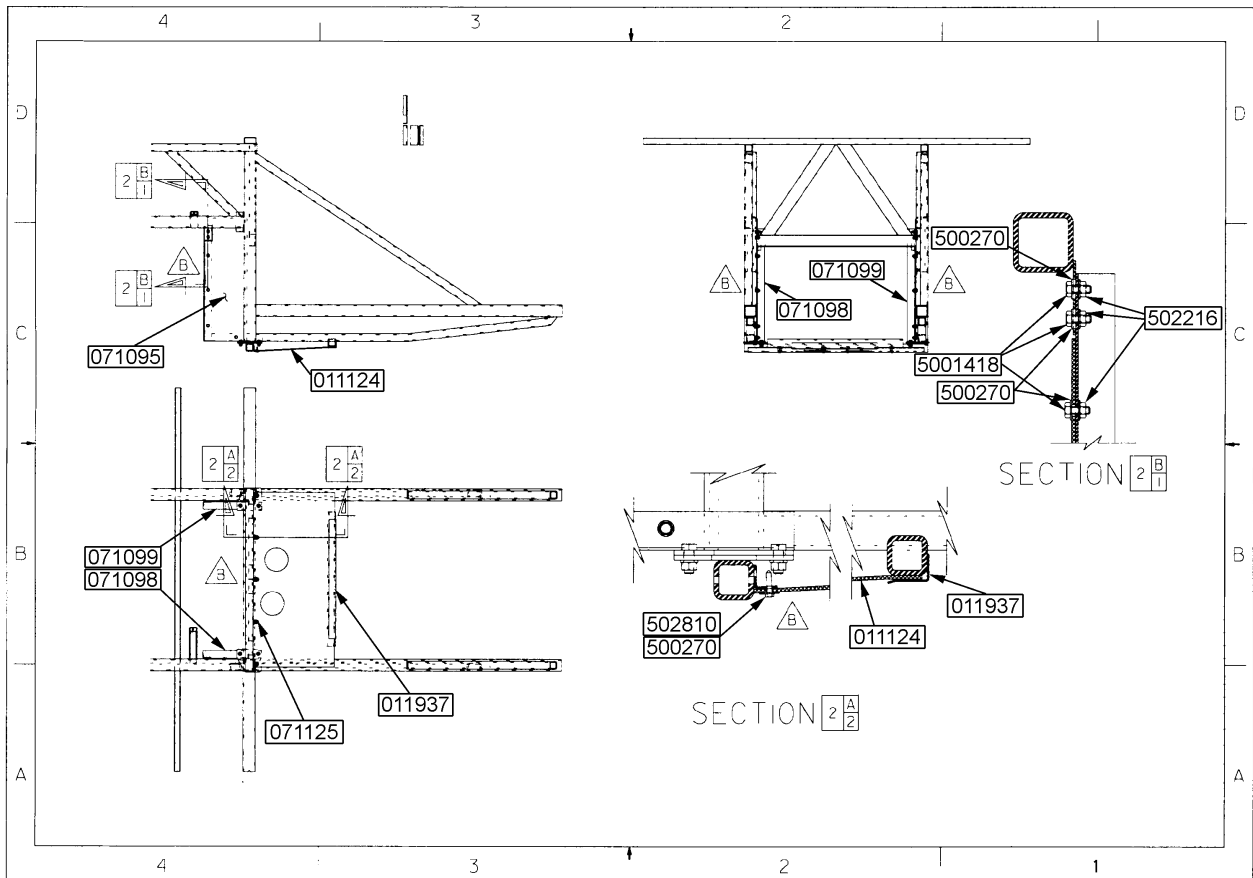 4 3 2 1
D
D
2 B 1
B
2 B 1
071095
011124
C
C
B
071099
071098
B
500270
502216
5001418
500270
SECTION 2 B 1
2 A 2
2 A 2
071099
071098
B
B
B
071125
011937
502810
500270
B
011124
011937
SECTION 2 A 2
A
A
4 3 2 1